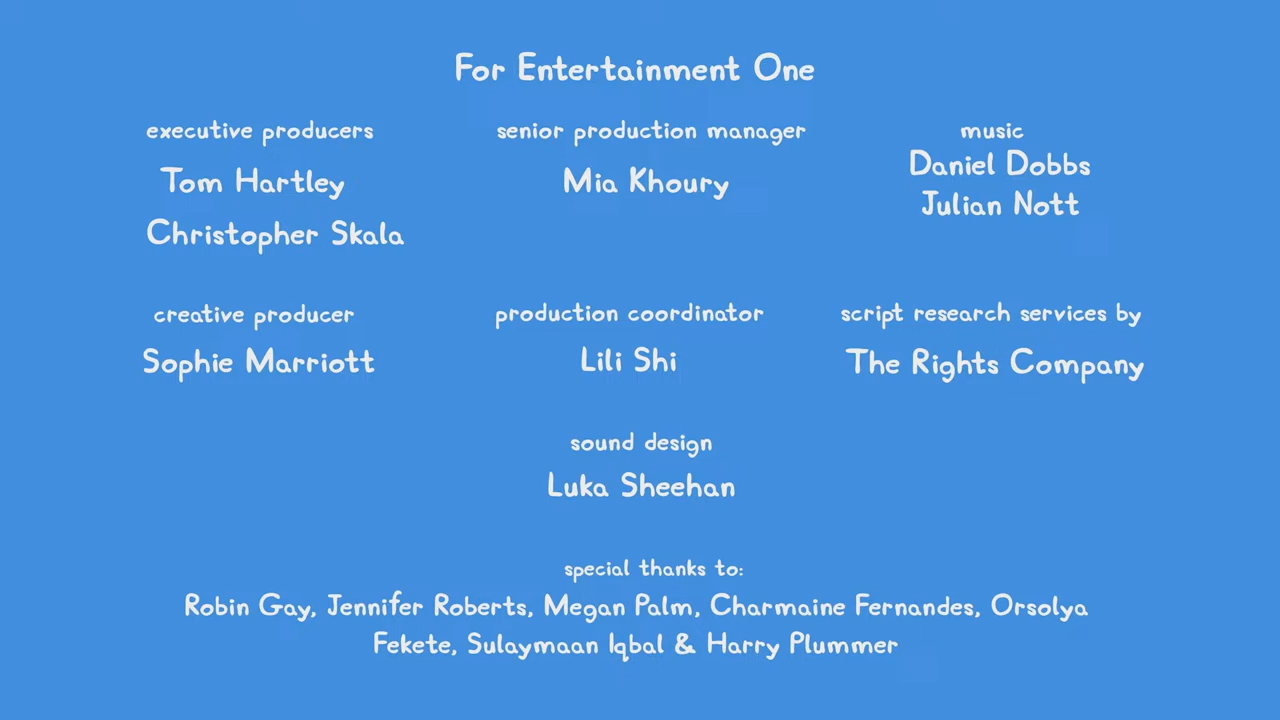 For Entertainment One
executive producers
Tom Hartley
Christopher Skala
senior production manager
Mia Khoury
music
Daniel Dobbs
Julian Nott
creative producer
Sophie Marriott
production coordinator
Lili Shi
script research services by
The Rights Company
sound design
Luka Sheehan
special thanks to:
Robin Gay, Jennifer Roberts, Megan Palm, Charmaine Fernandes, Orsolya
Fekete, Sulaymaan Iqbal & Harry Plummer